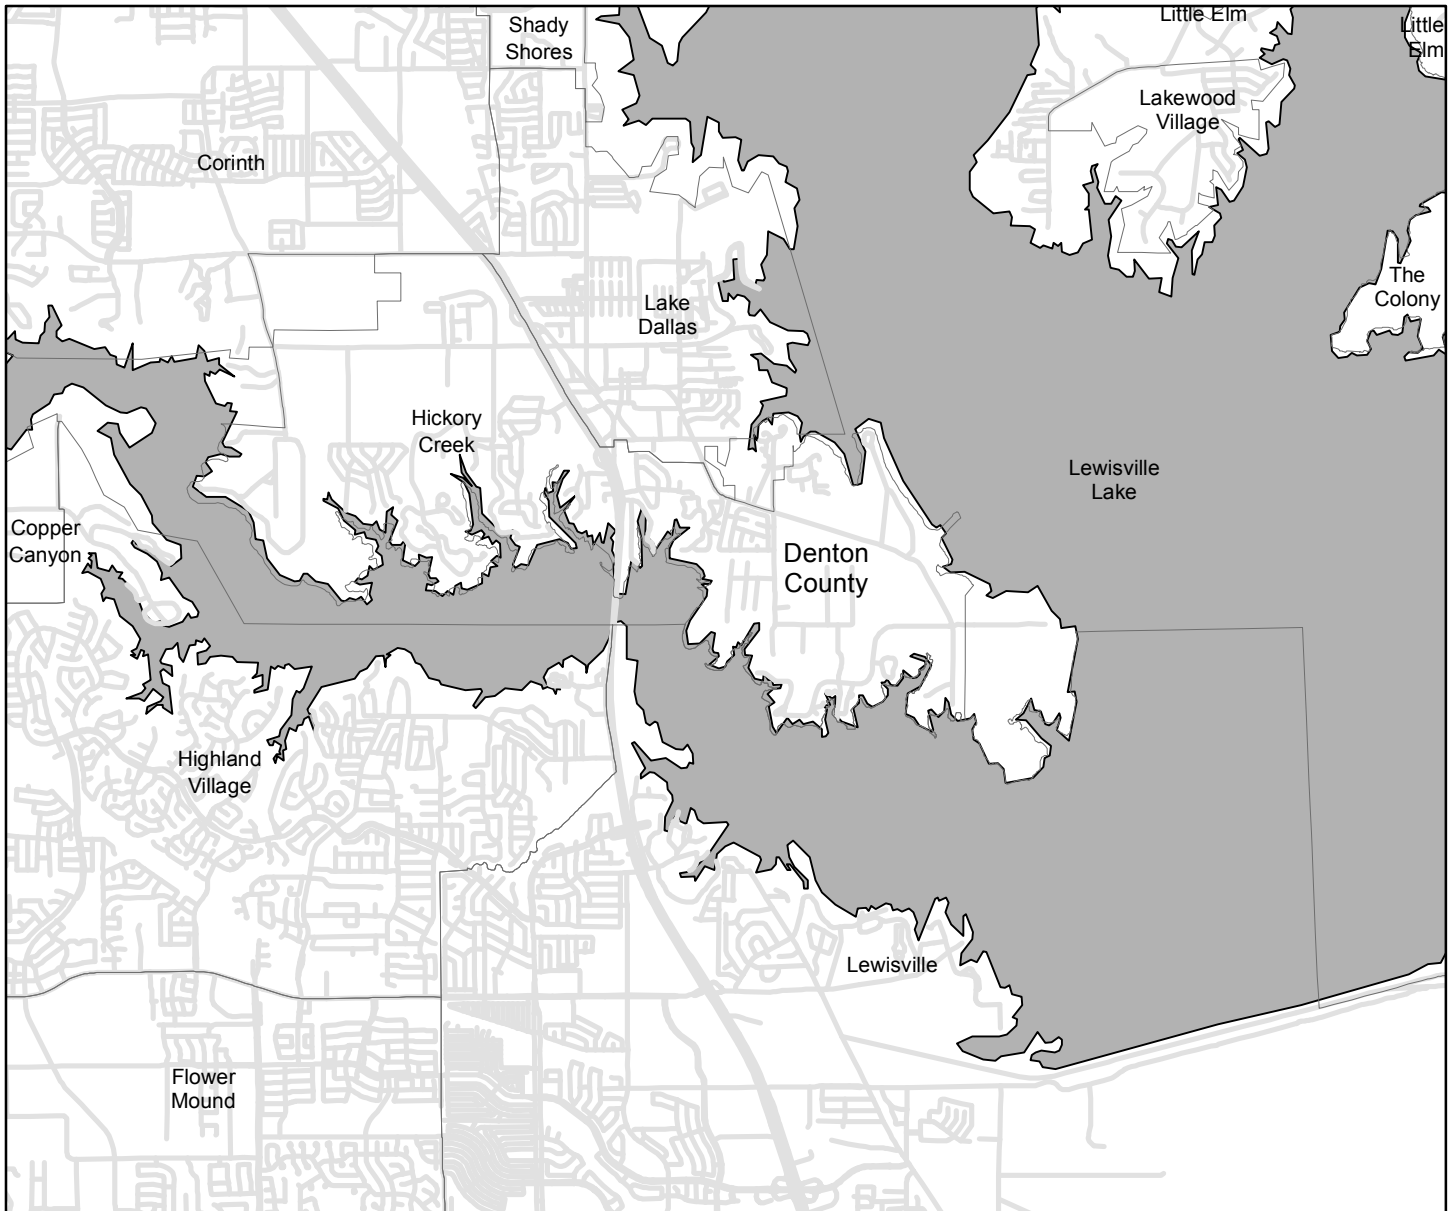 Shady
Shores
Little Elm
Little
Elm
Lakewood
Village
Corinth
The
Colony
Lake
Dallas
Hickory
Creek
Lewisville
Lake
Copper
Canyon
Denton
County
Highland
Village
Lewisville
Flower
Mound